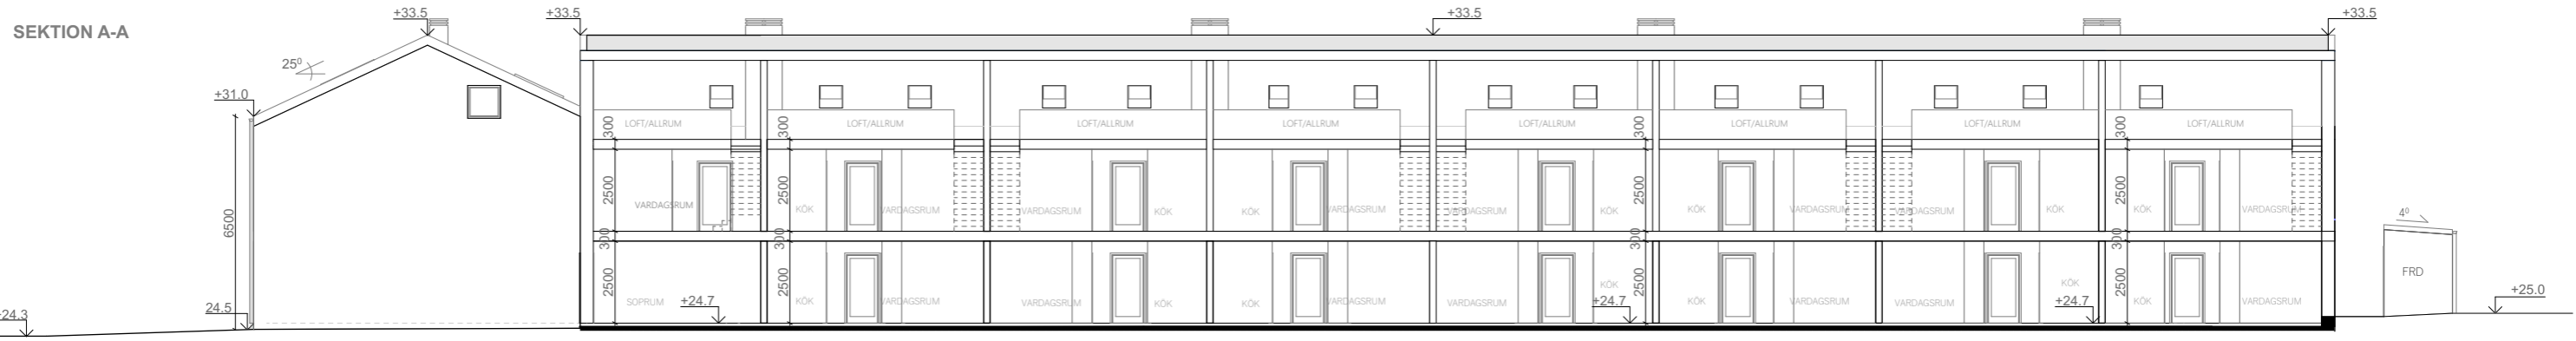 SEKTION A-A
+33.5 +33.5 +33.5 +33.5
25⁰
+31.0
LOFT/ALLRUM LOFT/ALLRUM LOFT/ALLRUM LOFT/ALLRUM LOFT/ALLRUM LOFT/ALLRUM LOFT/ALLRUM LOFT/ALLRUM
300 300 300 300
2500 2500 2500 2500
VARDAGSRUM KÖK VARDAGSRUM VARDAGSRUM KÖK KÖK VARDAGSRUM VARDAGSRUM KÖK KÖK VARDAGSRUM VARDAGSRUM KÖK KÖK VARDAGSRUM
4⁰
6500
300 300 300 300
2500 2500 2500 2500
FRD
SOPRUM KÖK VARDAGSRUM VARDAGSRUM KÖK KÖK VARDAGSRUM VARDAGSRUM KÖK KÖK VARDAGSRUM VARDAGSRUM KÖK KÖK VARDAGSRUM
+24.7 +24.7 +24.7
+25.0
24.5
+24.3